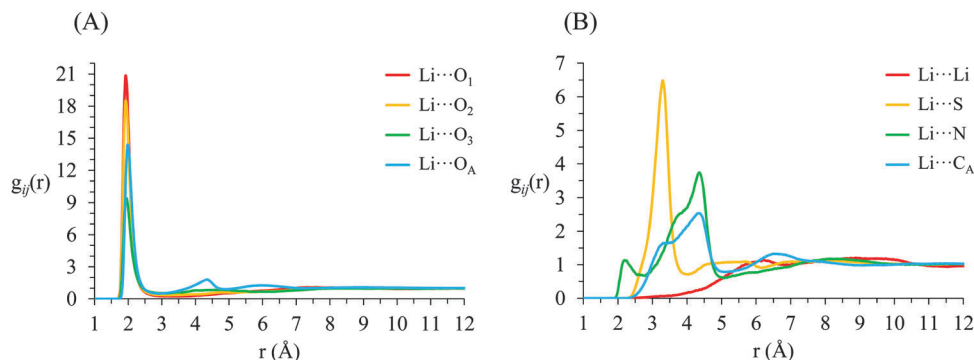 (A)
21
18
15
12
9
6
3
0
g_ij(r)
1 2 3 4 5 6 7 8 9 10 11 12
r (Å)
Li···O₁
Li···O₂
Li···O₃
Li···O_A
(B)
7
6
5
4
3
2
1
0
g_ij(r)
1 2 3 4 5 6 7 8 9 10 11 12
r (Å)
Li···Li
Li···S
Li···N
Li···C_A